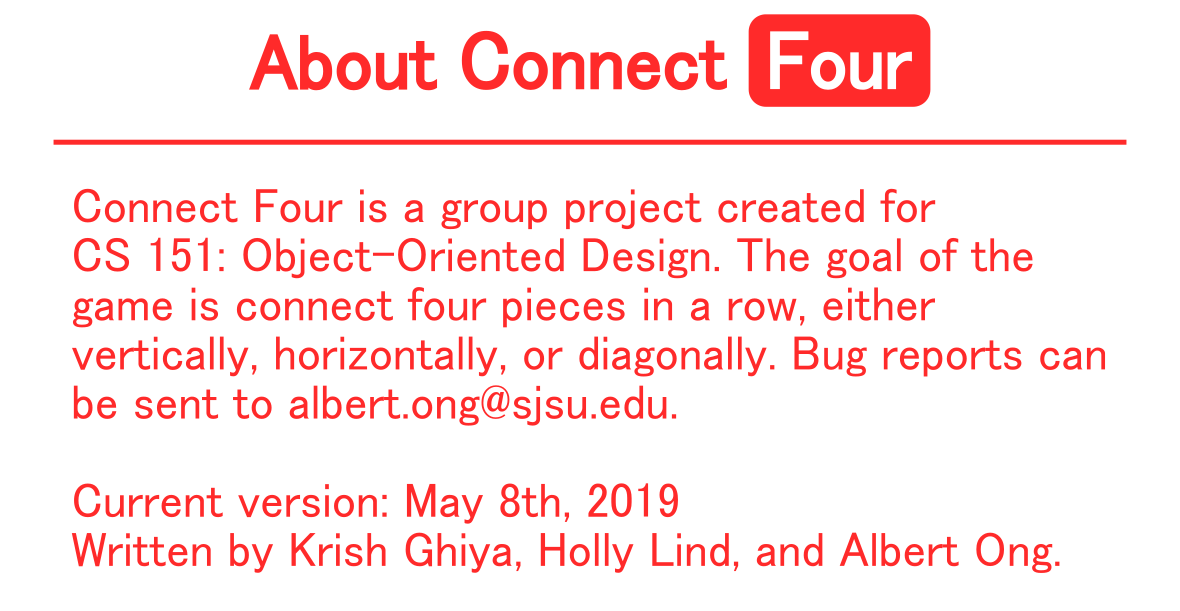 About Connect Four
Connect Four is a group project created for
CS 151: Object-Oriented Design. The goal of the
game is connect four pieces in a row, either
vertically, horizontally, or diagonally. Bug reports can
be sent to albert.ong@sjsu.edu.
Current version: May 8th, 2019
Written by Krish Ghiya, Holly Lind, and Albert Ong.